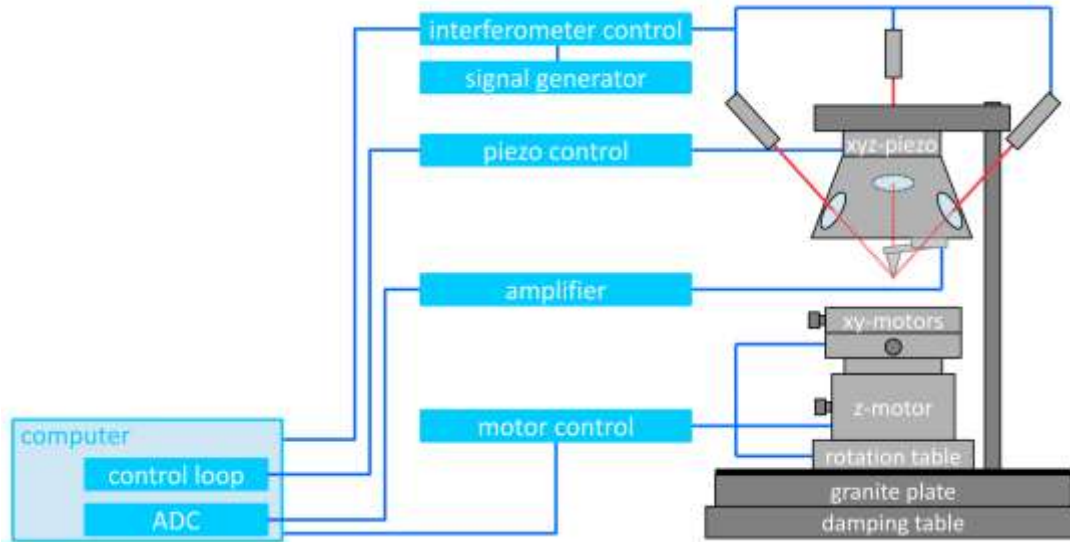 interferometer control
signal generator
xyz-piezo
piezo control
amplifier
xy-motors
z-motor
motor control
computer
rotation table
control loop
granite plate
ADC
damping table